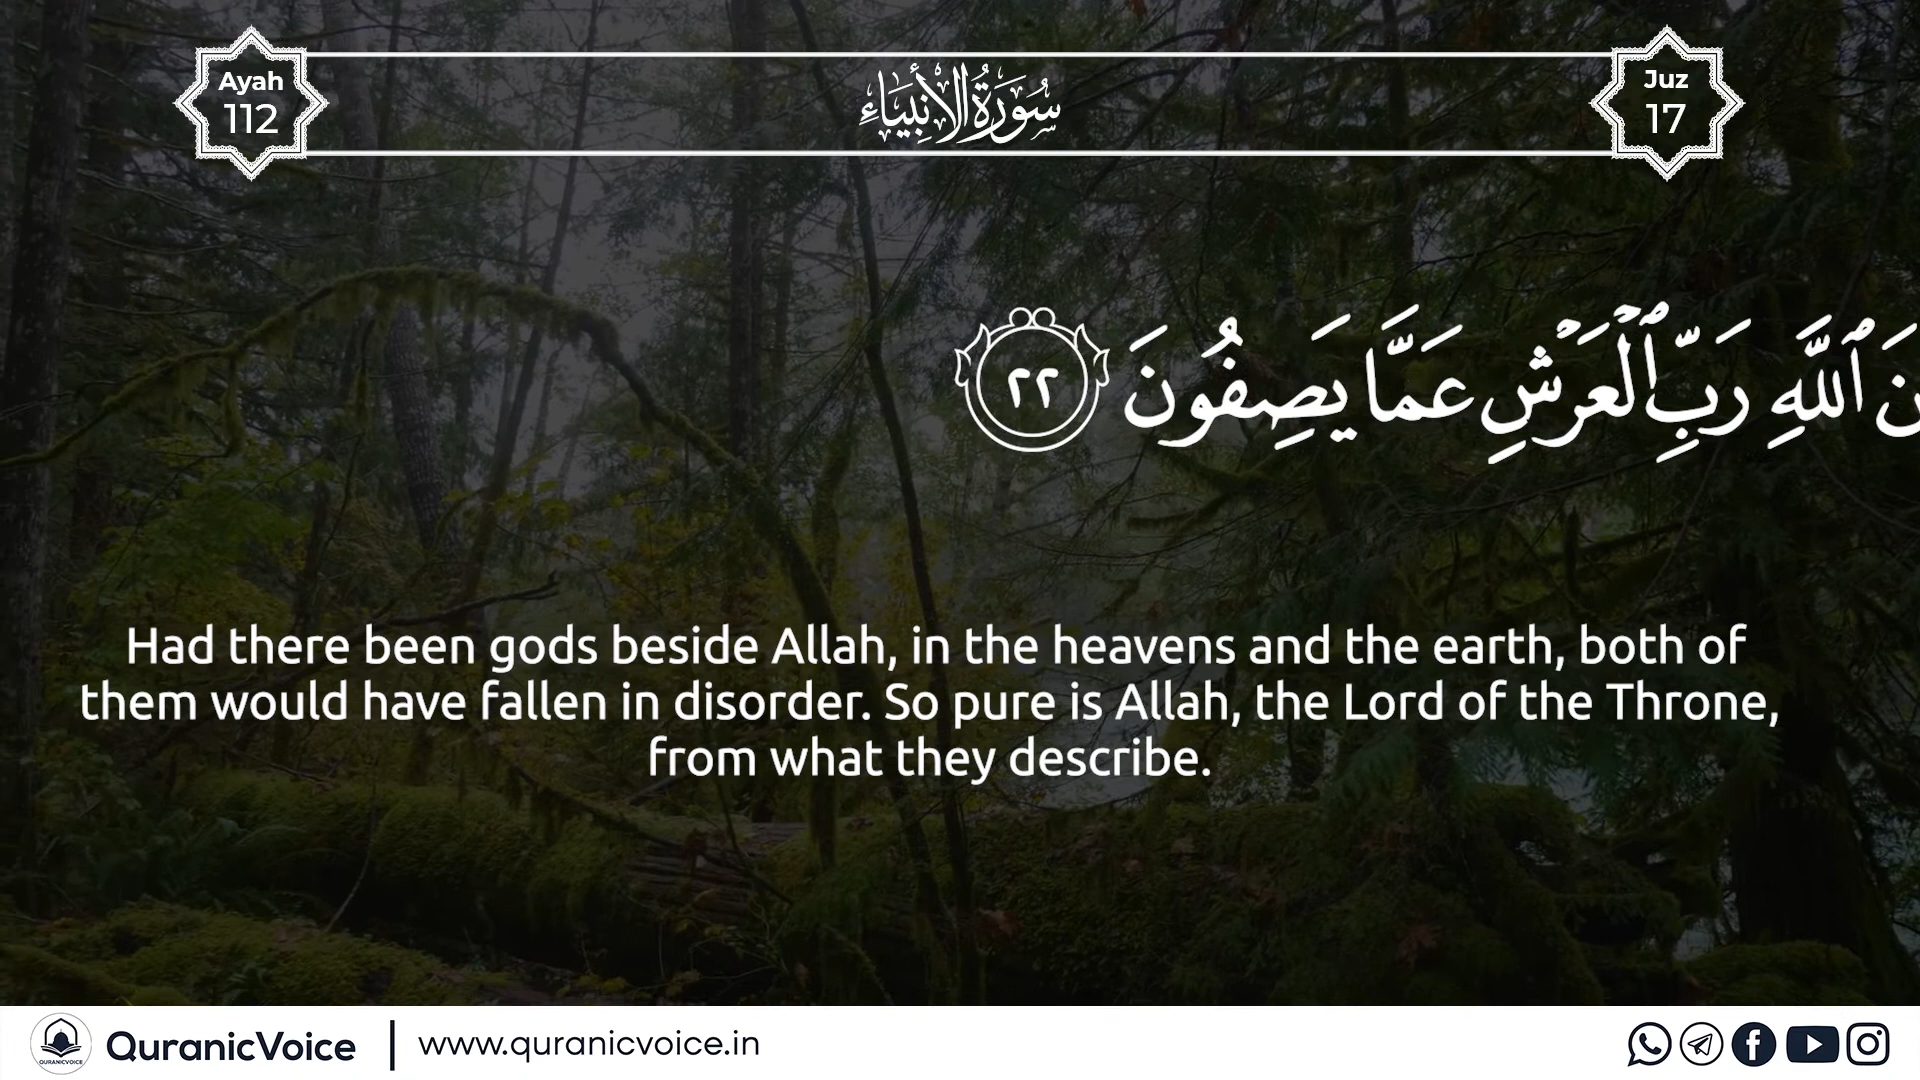 Ayah
112
سُورَةُ الأَنبِيَاءِ
Juz
17
نَ ٱللَّهِ رَبِّ ٱلْعَرْشِ عَمَّا يَصِفُونَ ٢٢
Had there been gods beside Allah, in the heavens and the earth, both of
them would have fallen in disorder. So pure is Allah, the Lord of the Throne,
from what they describe.
QURANICVOICE
QuranicVoice | www.quranicvoice.in